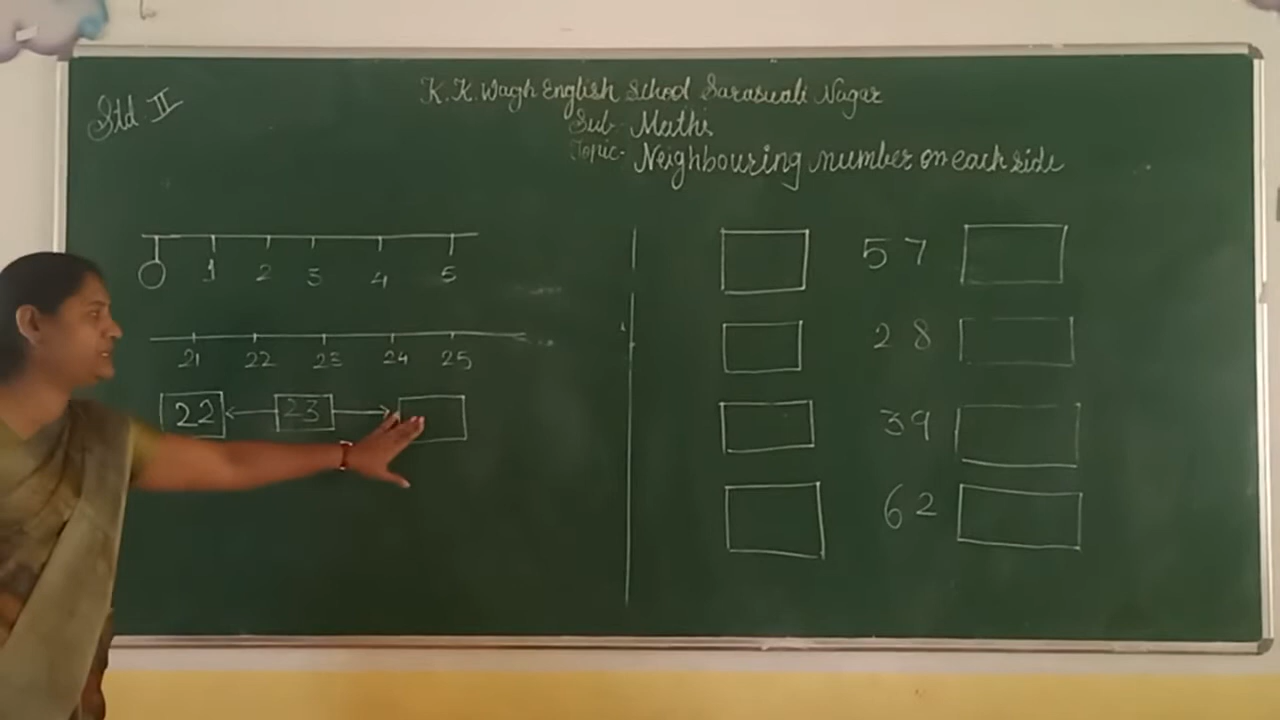 Std. II
K. K. Wagh English School Saraswati Nagar
Sub- Maths
Topic- Neighbouring number on each side
0 1 2 3 4 5
21 22 23 24 25
22 23
57
28
39
62